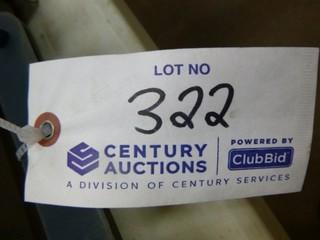 LOT NO
322
CENTURY AUCTIONS
POWERED BY ClubBid
A DIVISION OF CENTURY SERVICES